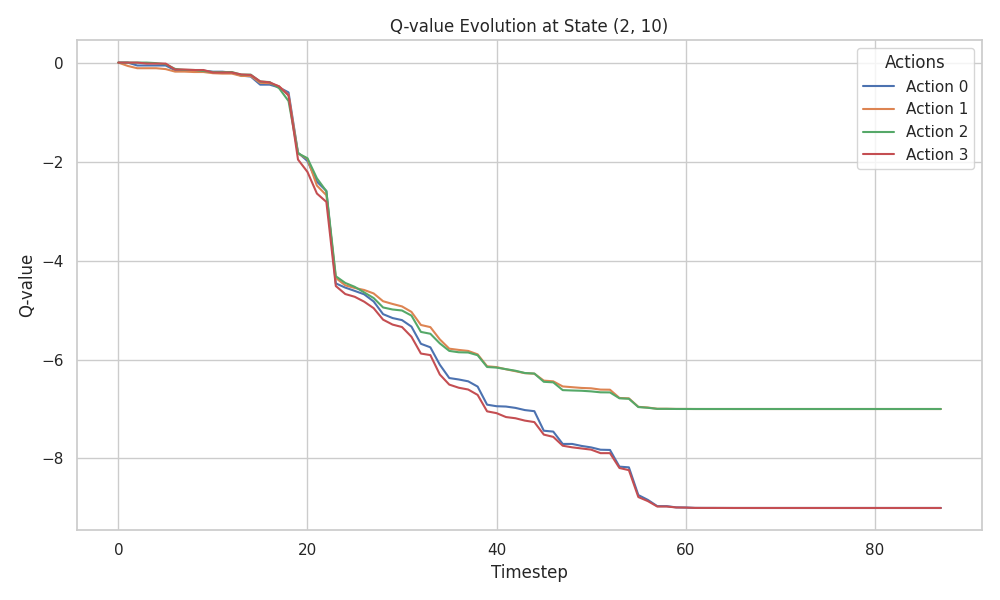 Q-value Evolution at State (2, 10)
Actions
Action 0
Action 1
Action 2
Action 3
Q-value
0
−2
−4
−6
−8
0
20
40
60
80
Timestep